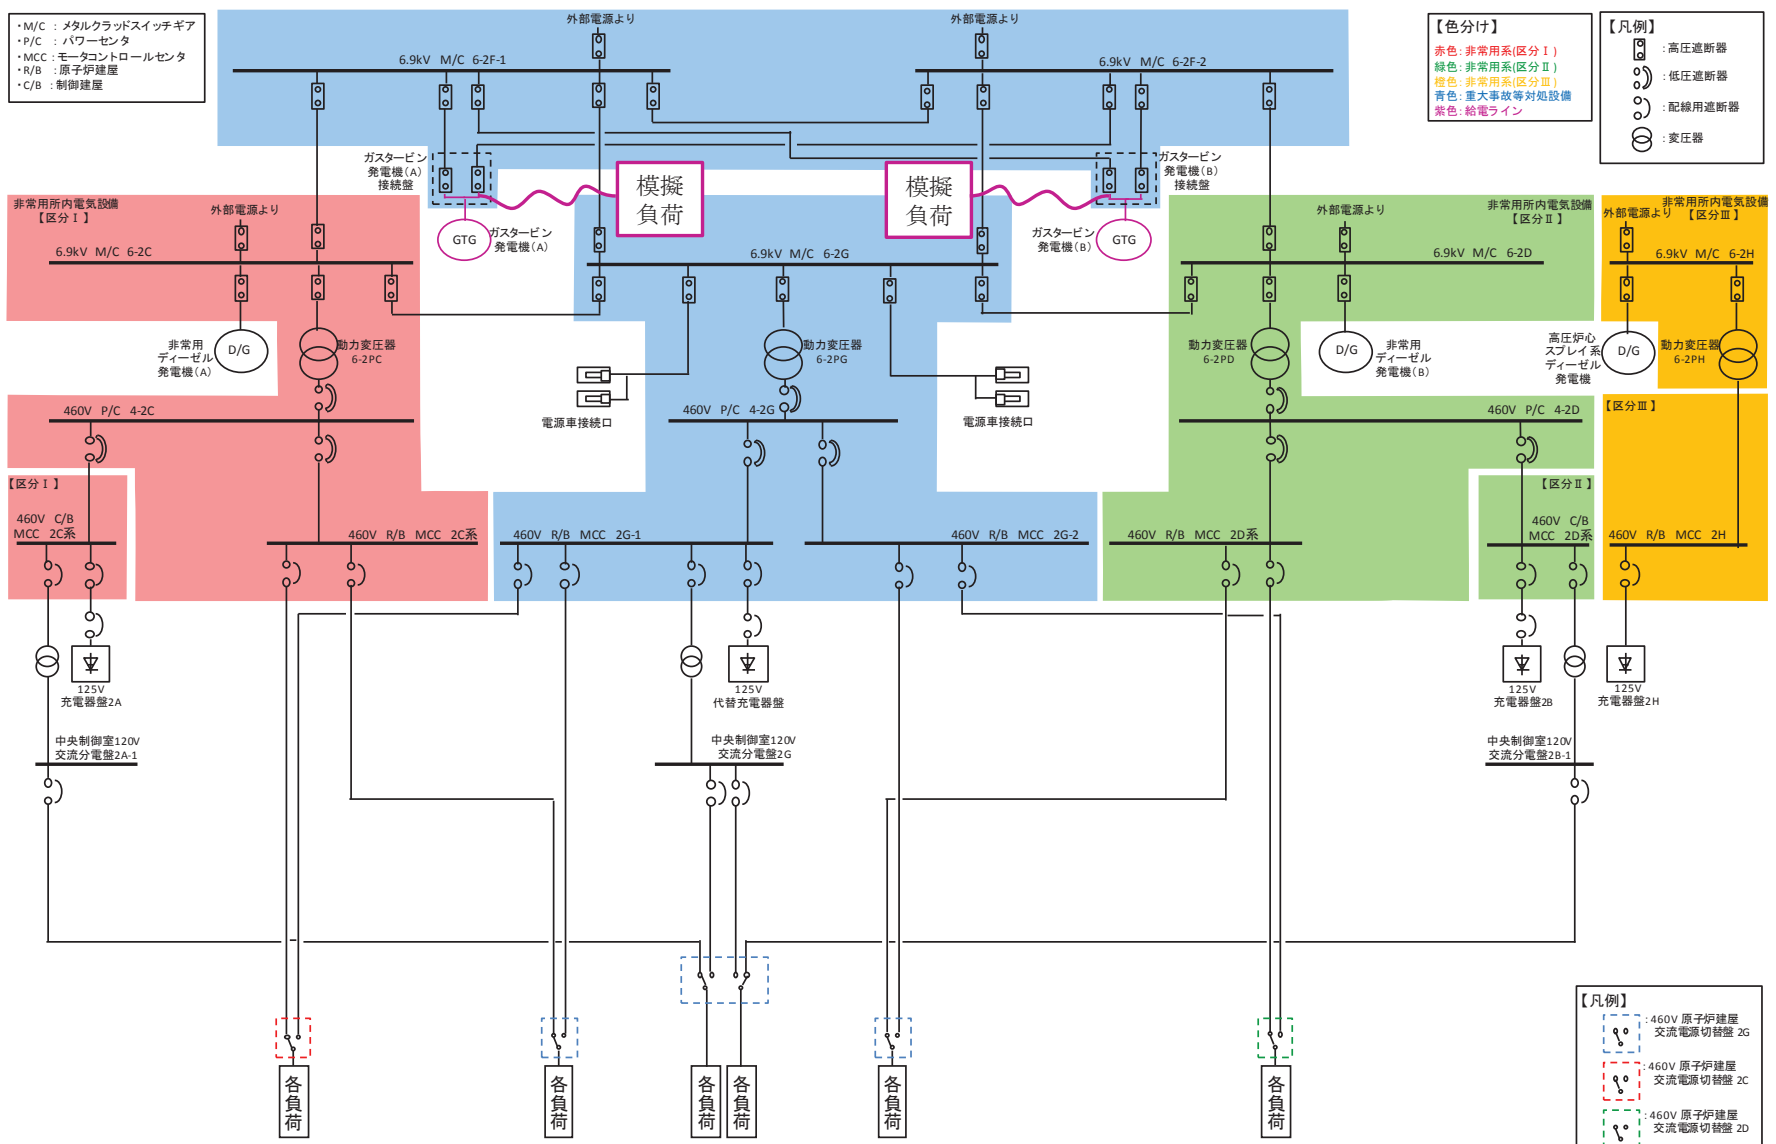 ・M/C : メタルクラッドスイッチギア
・P/C : パワーセンタ
・MCC : モータコントロールセンタ
・R/B : 原子炉建屋
・C/B : 制御建屋
外部電源より
外部電源より
6.9kV M/C 6-2F-1
6.9kV M/C 6-2F-2
【色分け】
赤色: 非常用系(区分Ⅰ)
緑色: 非常用系(区分Ⅱ)
橙色: 非常用系(区分Ⅲ)
青色: 重大事故等対処設備
紫色: 給電ライン
【凡例】
: 高圧遮断器
: 低圧遮断器
: 配線用遮断器
: 変圧器
ガスタービン
発電機(A)
接続盤
模擬
負荷
模擬
負荷
ガスタービン
発電機(B)
接続盤
GTG
ガスタービン
発電機(A)
ガスタービン
発電機(B)
GTG
非常用所内電気設備
【区分Ⅰ】
外部電源より
6.9kV M/C 6-2C
6.9kV M/C 6-2G
外部電源より
非常用所内電気設備
【区分Ⅱ】
6.9kV M/C 6-2D
非常用所内電気設備
【区分Ⅲ】
外部電源より
6.9kV M/C 6-2H
非常用
ディーゼル
発電機(A)
D/G
動力変圧器
6-2PC
動力変圧器
6-2PG
動力変圧器
6-2PD
D/G
非常用
ディーゼル
発電機(B)
高圧炉心
スプレイ系
ディーゼル
発電機
D/G
動力変圧器
6-2PH
電源車接続口
電源車接続口
460V P/C 4-2C
460V P/C 4-2G
460V P/C 4-2D
【区分Ⅲ】
【区分Ⅰ】
460V C/B
MCC 2C系
460V R/B MCC 2C系
460V R/B MCC 2G-1
460V R/B MCC 2G-2
460V R/B MCC 2D系
【区分Ⅱ】
460V C/B
MCC 2D系
460V R/B MCC 2H
125V
充電器盤2A
125V
代替充電器盤
125V
充電器盤2B
125V
充電器盤2H
中央制御室120V
交流分電盤2A-1
中央制御室120V
交流分電盤2G
中央制御室120V
交流分電盤2B-1
各負荷
各負荷
各負荷
各負荷
各負荷
各負荷
【凡例】
: 460V 原子炉建屋
交流電源切替盤 2G
: 460V 原子炉建屋
交流電源切替盤 2C
: 460V 原子炉建屋
交流電源切替盤 2D